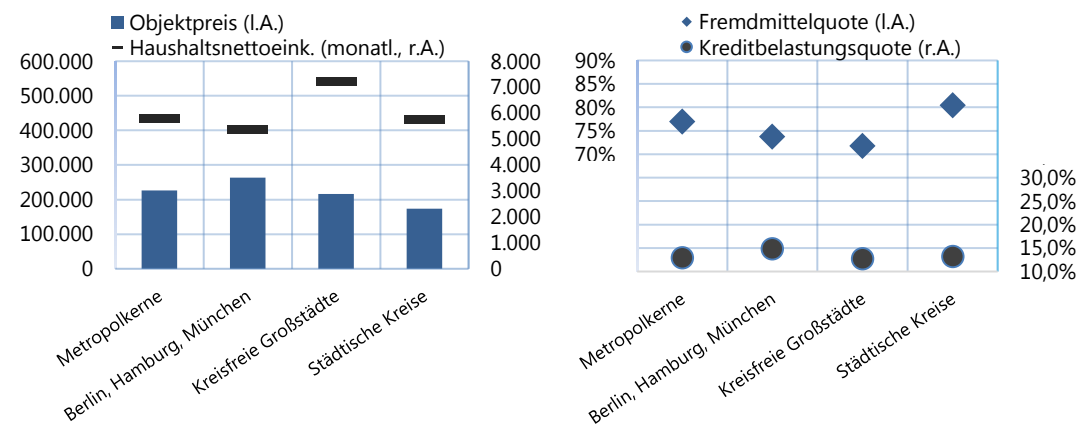 Objektpreis (l.A.)
Haushaltsnettoeink. (monatl., r.A.)
600.000
500.000
400.000
300.000
200.000
100.000
0
8.000
7.000
6.000
5.000
4.000
3.000
2.000
1.000
0
Metropolkerne
Berlin, Hamburg, München
Kreisfreie Großstädte
Städtische Kreise
Fremdmittelquote (l.A.)
Kreditbelastungsquote (r.A.)
90%
85%
80%
75%
70%
30,0%
25,0%
20,0%
15,0%
10,0%
Metropolkerne
Berlin, Hamburg, München
Kreisfreie Großstädte
Städtische Kreise